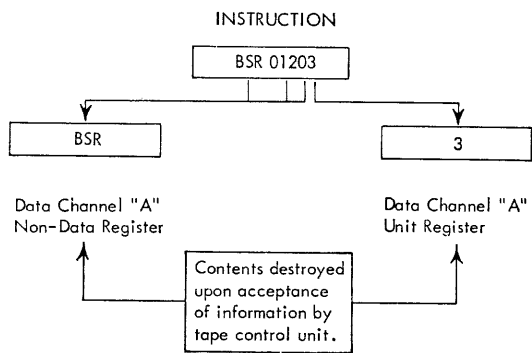 INSTRUCTION
BSR 01203
BSR
3
Data Channel "A"
Non-Data Register
Data Channel "A"
Unit Register
Contents destroyed
upon acceptance
of information by
tape control unit.